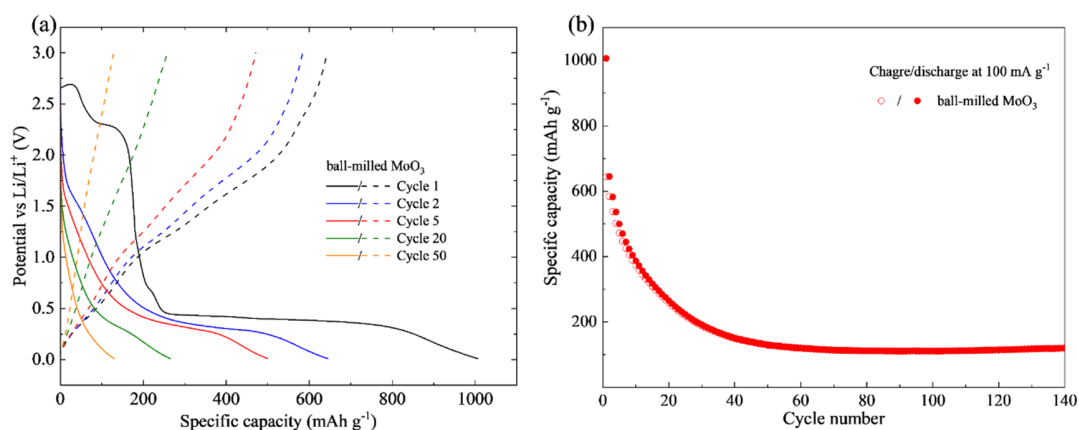 (a)
3.0
2.5
2.0
1.5
1.0
0.5
0.0
Potential vs Li/Li⁺ (V)
ball-milled MoO₃
/ Cycle 1
/ Cycle 2
/ Cycle 5
/ Cycle 20
/ Cycle 50
0 200 400 600 800 1000
Specific capacity (mAh g⁻¹)
(b)
1000
800
600
400
200
Specifc capacity (mAh g⁻¹)
Chagre/discharge at 100 mA g⁻¹
/ ball-milled MoO₃
0 20 40 60 80 100 120 140
Cycle number